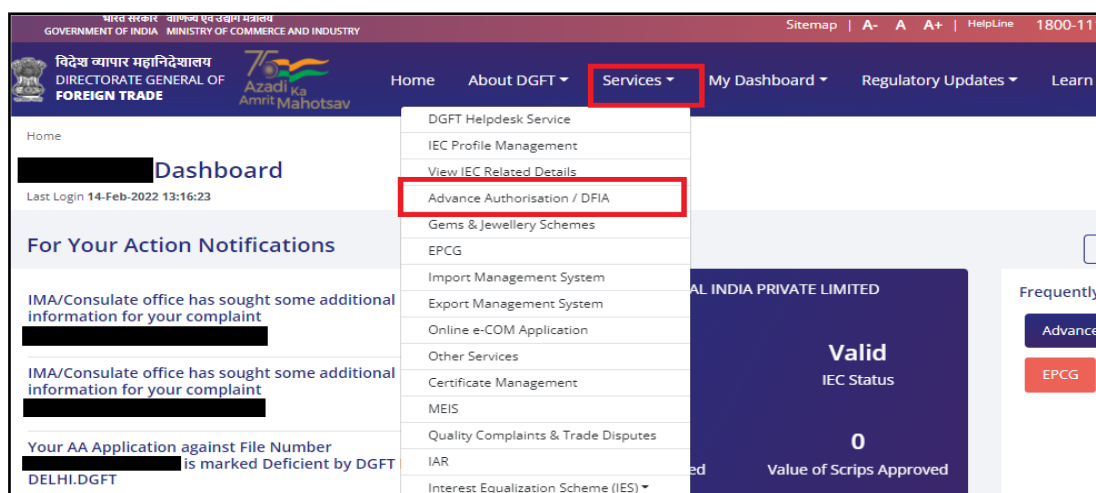 भारत सरकार वाणिज्य एवं उद्योग मंत्रालय
GOVERNMENT OF INDIA MINISTRY OF COMMERCE AND INDUSTRY
Sitemap | A- A A+ | HelpLine 1800-11
विदेश व्यापार महानिदेशालय
DIRECTORATE GENERAL OF
FOREIGN TRADE
75
Azadi Ka
Amrit Mahotsav
Home About DGFT Services My Dashboard Regulatory Updates Learn
Home
Dashboard
Last Login 14-Feb-2022 13:16:23
For Your Action Notifications
IMA/Consulate office has sought some additional
information for your complaint
IMA/Consulate office has sought some additional
information for your complaint
Your AA Application against File Number
is marked Deficient by DGFT
DELHI.DGFT
DGFT Helpdesk Service
IEC Profile Management
View IEC Related Details
Advance Authorisation / DFIA
Gems & Jewellery Schemes
EPCG
Import Management System
Export Management System
Online e-COM Application
Other Services
Certificate Management
MEIS
Quality Complaints & Trade Disputes
IAR
Interest Equalization Scheme (IES)
AL INDIA PRIVATE LIMITED
Valid
IEC Status
0
ed Value of Scrips Approved
Frequently
Advance
EPCG